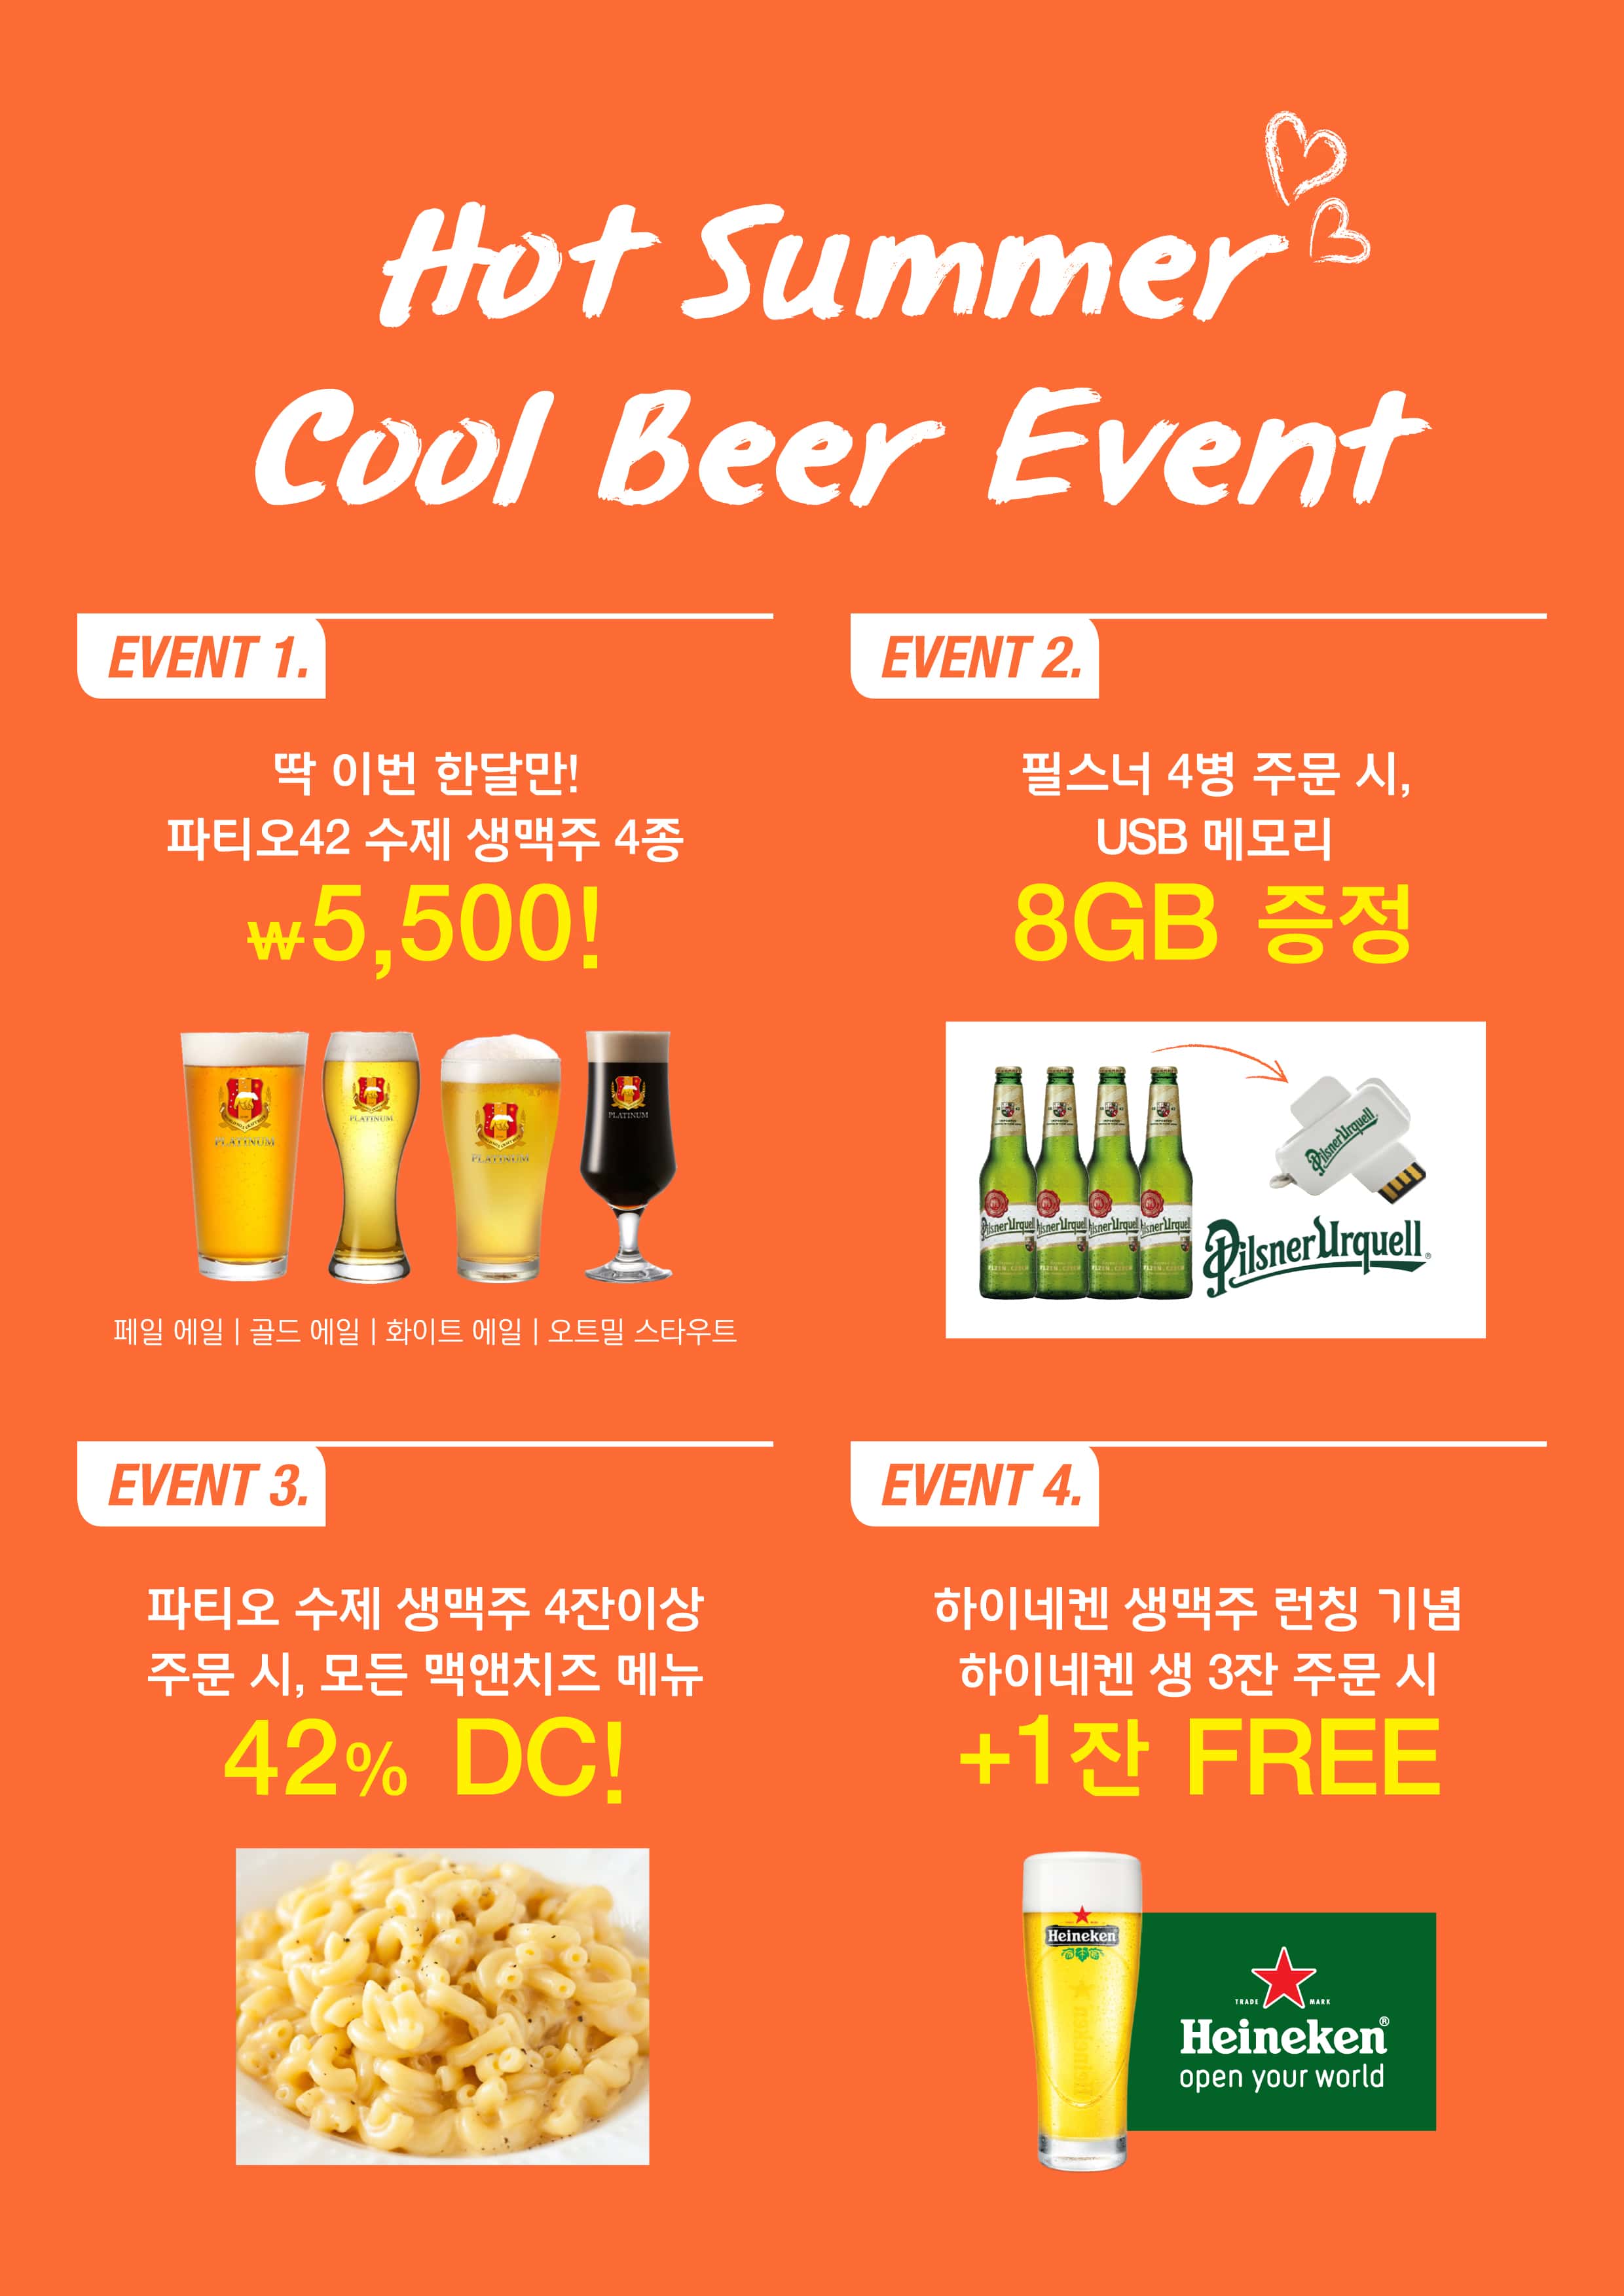 Hot Summer
Cool Beer Event
EVENT 1.
딱 이번 한달만!
파티오42 수제 생맥주 4종
₩5,500!
PLATINUM
PLATINUM
PLATINUM
PLATINUM
페일 에일 | 골드 에일 | 화이트 에일 | 오트밀 스타우트
EVENT 2.
필스너 4병 주문 시,
USB 메모리
8GB 증정
Pilsner Urquell
Pilsner Urquell®
EVENT 3.
파티오 수제 생맥주 4잔이상
주문 시, 모든 맥앤치즈 메뉴
42% DC!
EVENT 4.
하이네켄 생맥주 런칭 기념
하이네켄 생 3잔 주문 시
+1잔 FREE
Heineken
Heineken
TRADE MARK
Heineken®
open your world